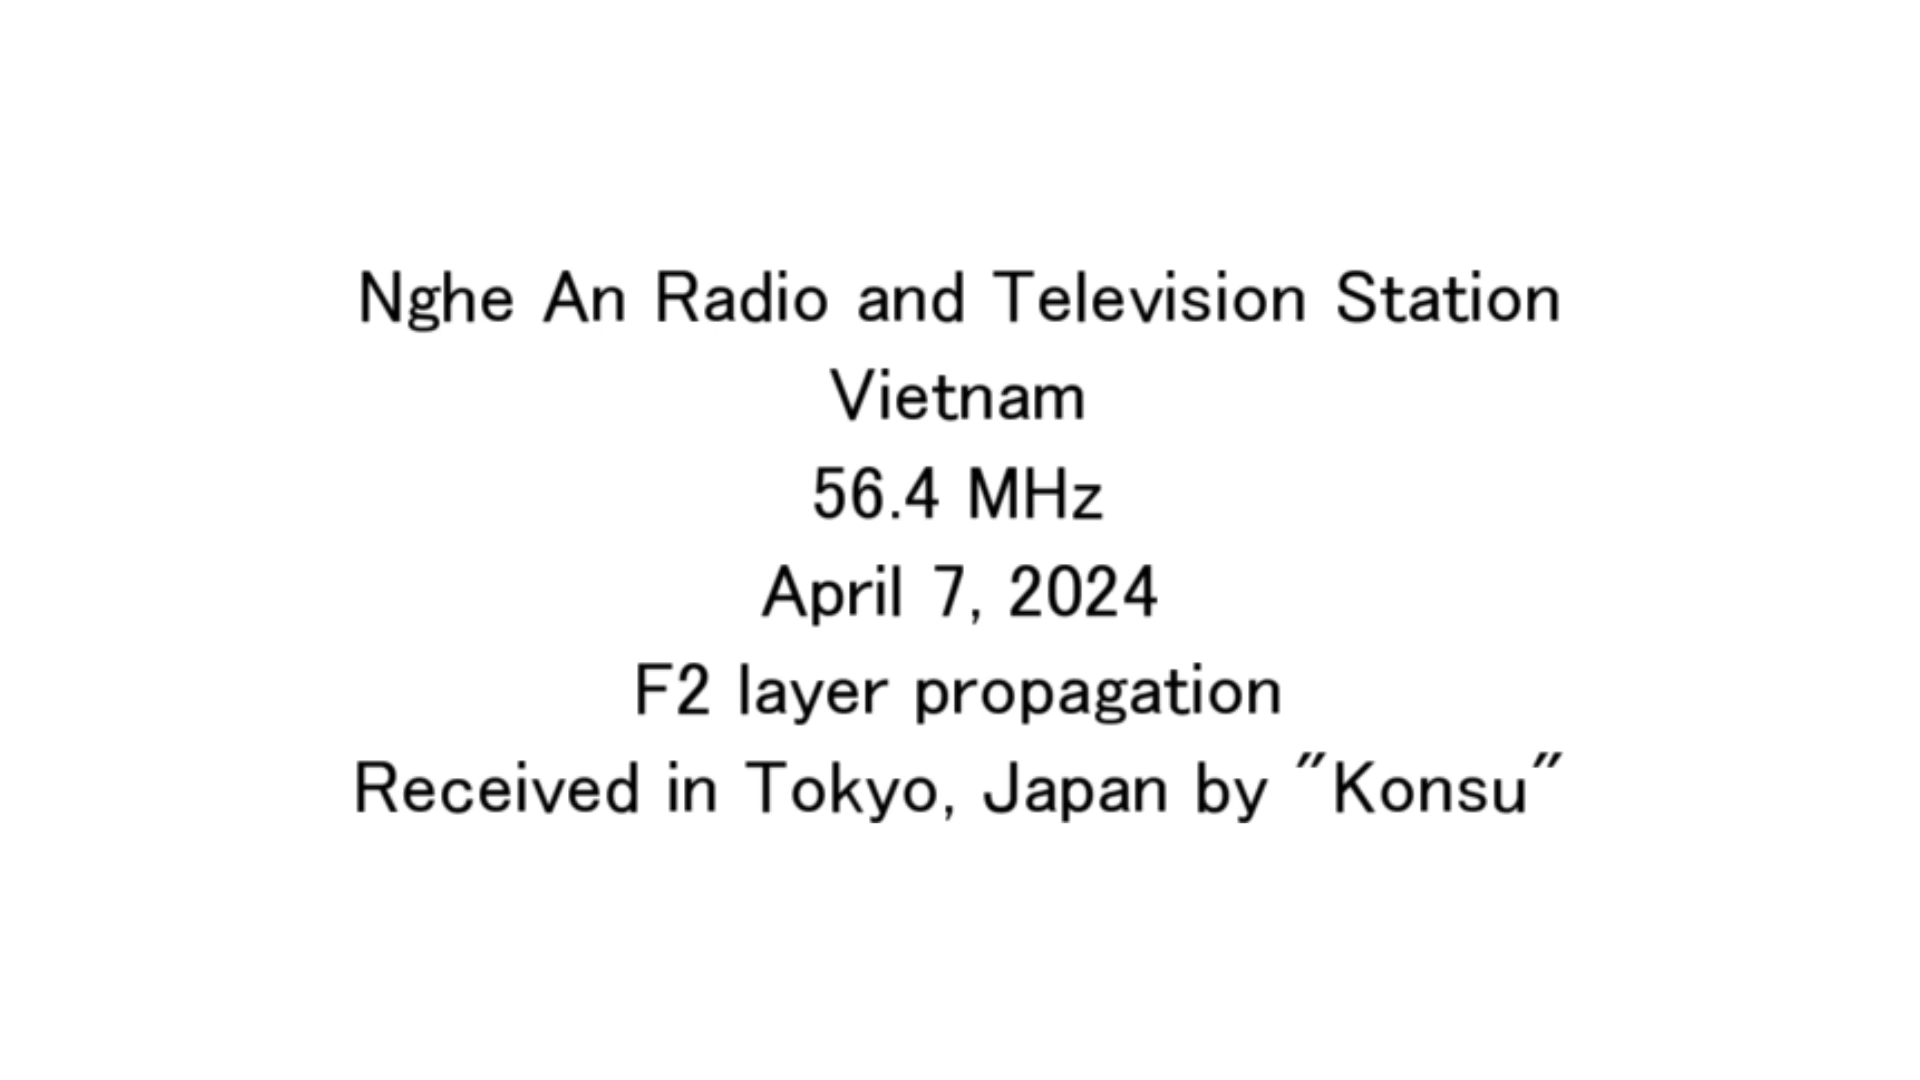 Nghe An Radio and Television Station
Vietnam
56.4 MHz
April 7, 2024
F2 layer propagation
Received in Tokyo, Japan by "Konsu"